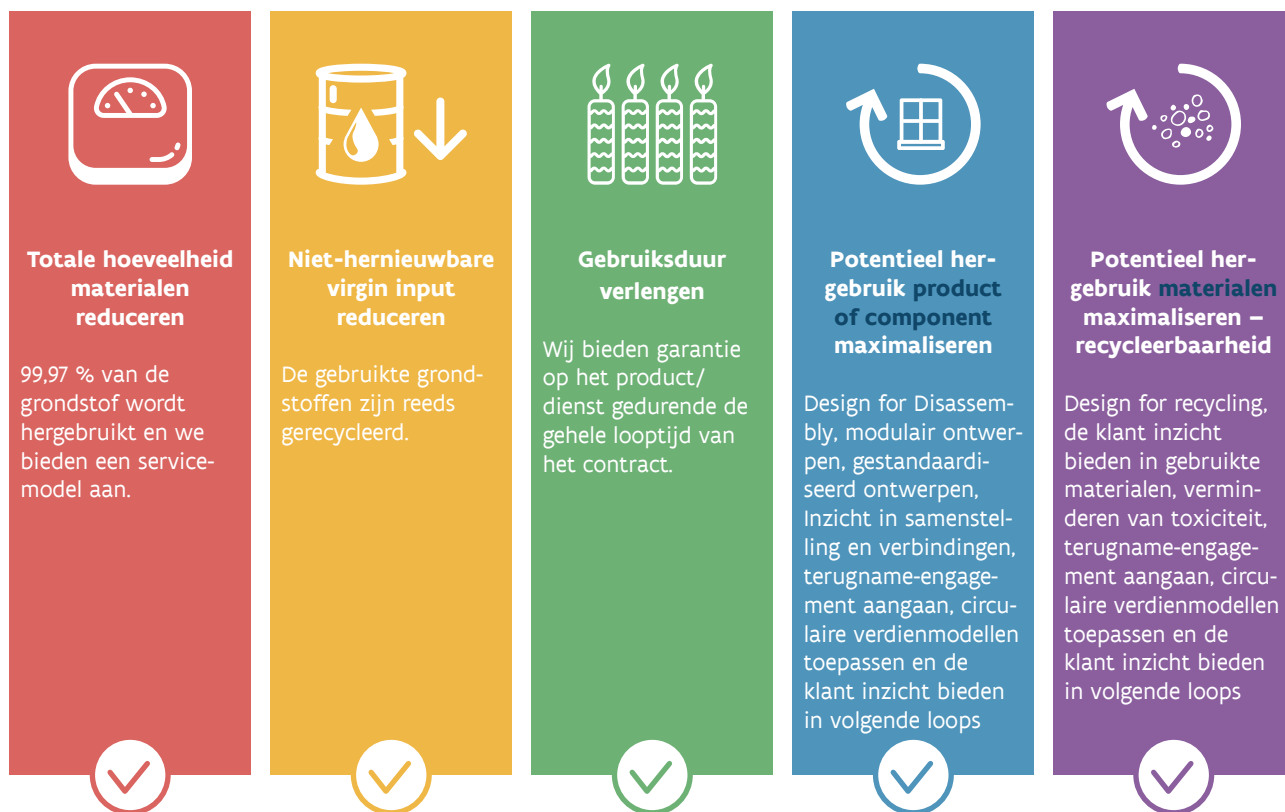 Totale hoeveelheid
materialen
reduceren
99,97 % van de
grondstof wordt
hergebruikt en we
bieden een service-
model aan.
Niet-hernieuwbare
virgin input
reduceren
De gebruikte grond-
stoffen zijn reeds
gerecycleerd.
Gebruiksduur
verlengen
Wij bieden garantie
op het product/
dienst gedurende de
gehele looptijd van
het contract.
Potentieel her-
gebruik product
of component
maximaliseren
Design for Disassem-
bly, modulair ontwer-
pen, gestandaardi-
seerd ontwerpen,
Inzicht in samenstel-
ling en verbindingen,
terugname-engage-
ment aangaan, circu-
laire verdienmodellen
toepassen en de
klant inzicht bieden
in volgende loops
Potentieel her-
gebruik materialen
maximaliseren –
recycleerbaarheid
Design for recycling,
de klant inzicht
bieden in gebruikte
materialen, vermin-
deren van toxiciteit,
terugname-engage-
ment aangaan, circu-
laire verdienmodellen
toepassen en de
klant inzicht bieden
in volgende loops